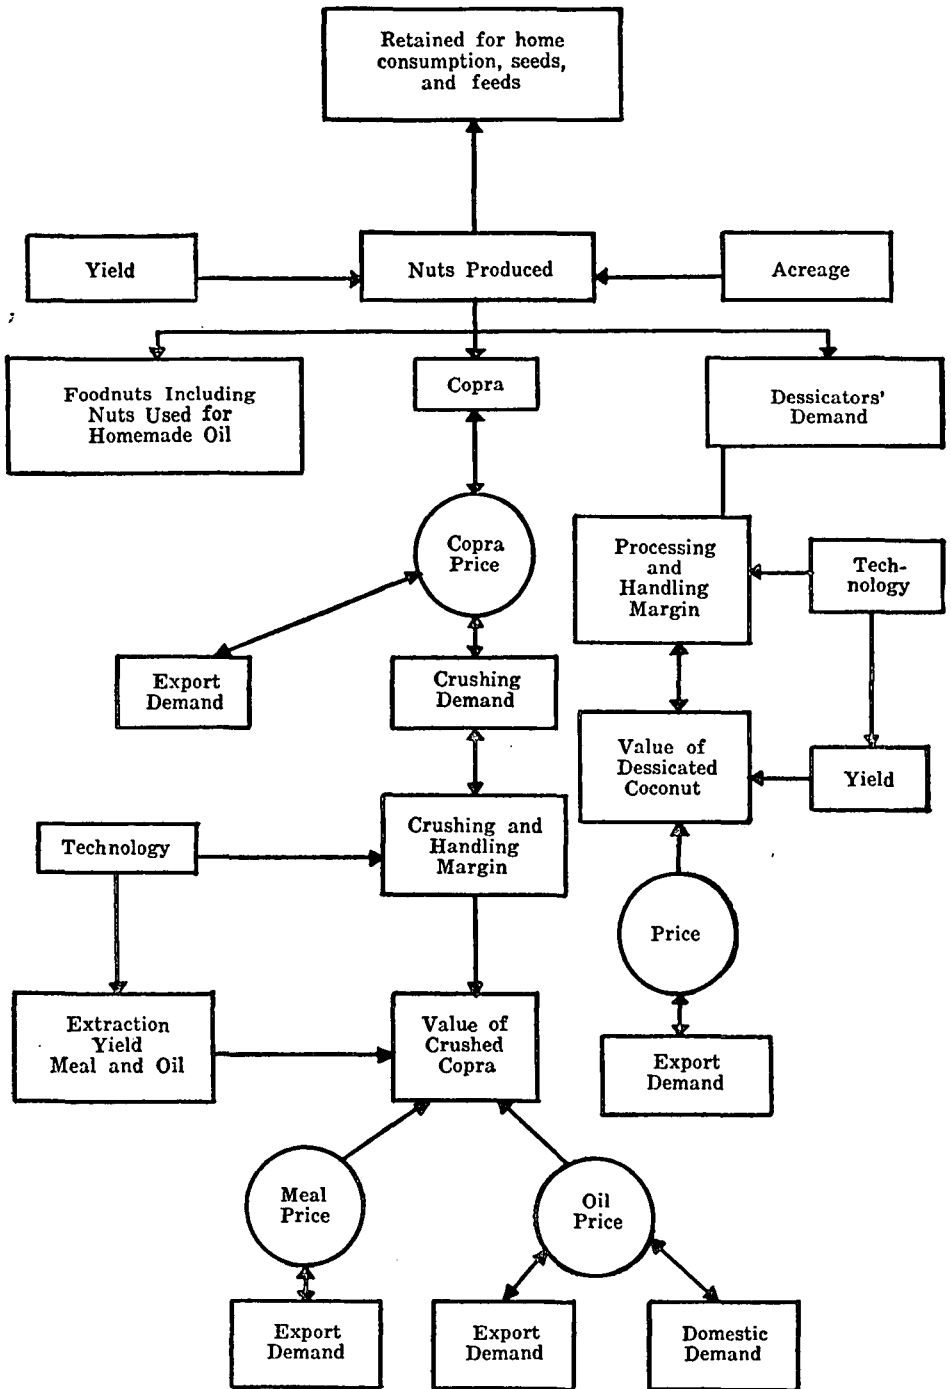 Retained for home
consumption, seeds,
and feeds
Yield
Nuts Produced
Acreage
Foodnuts Including
Nuts Used for
Homemade Oil
Copra
Dessicators'
Demand
Copra
Price
Processing
and
Handling
Margin
Tech-
nology
Export
Demand
Crushing
Demand
Value of
Dessicated
Coconut
Yield
Technology
Crushing and
Handling
Margin
Price
Extraction
Yield
Meal and Oil
Value of
Crushed
Copra
Export
Demand
Meal
Price
Oil
Price
Export
Demand
Export
Demand
Domestic
Demand